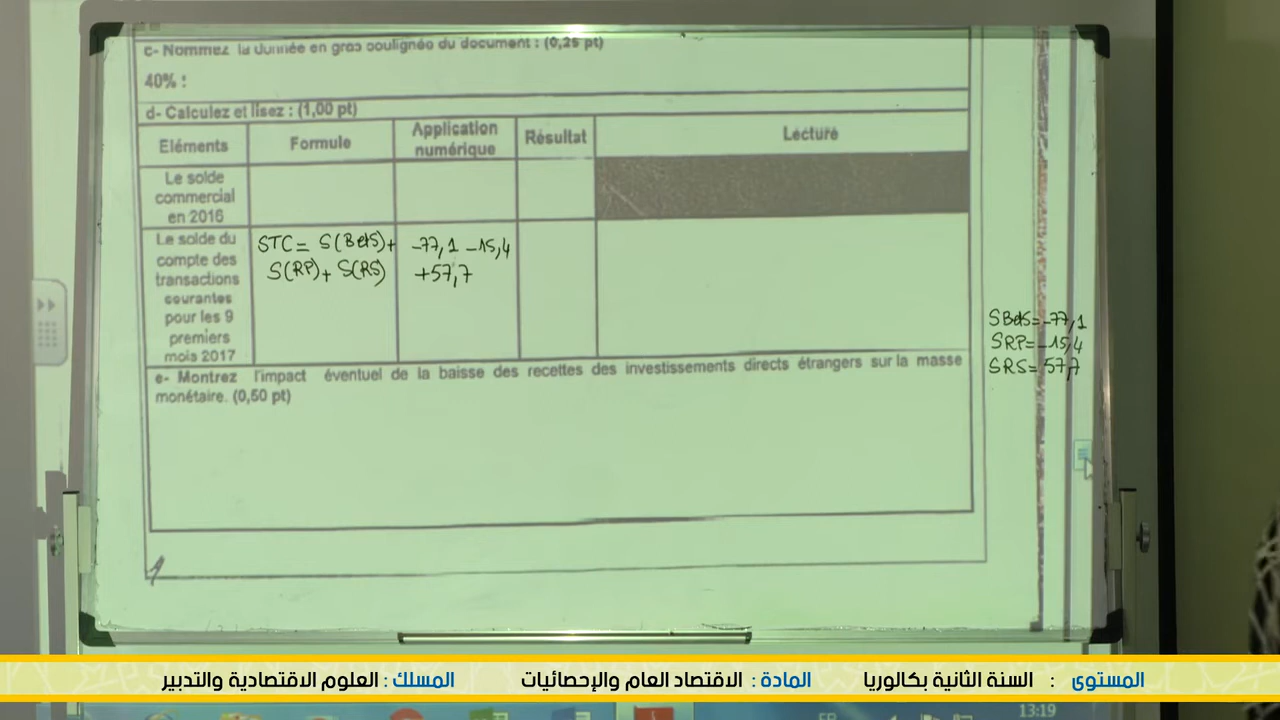 c- Nommez la donnée en gras souligné du document : (0,25 pt)
40% :
d- Calculez et lisez : (1,00 pt)
Eléments Formule Application numérique Résultat Lecture
Le solde commercial en 2016
Le solde du compte des transactions courantes pour les 9 premiers mois 2017
STC = S(BetS)+
S(RP)+ S(RS)
-77,1 -15,4
+57,7
SBetS=-77,1
SRP=-15,4
SRS=57,7
e- Montrez l'impact éventuel de la baisse des recettes des investissements directs étrangers sur la masse
monétaire. (0,50 pt)
المستوى : السنة الثانية بكالوريا المادة : الاقتصاد العام والإحصائيات المسلك : العلوم الاقتصادية والتدبير
FR 13:19